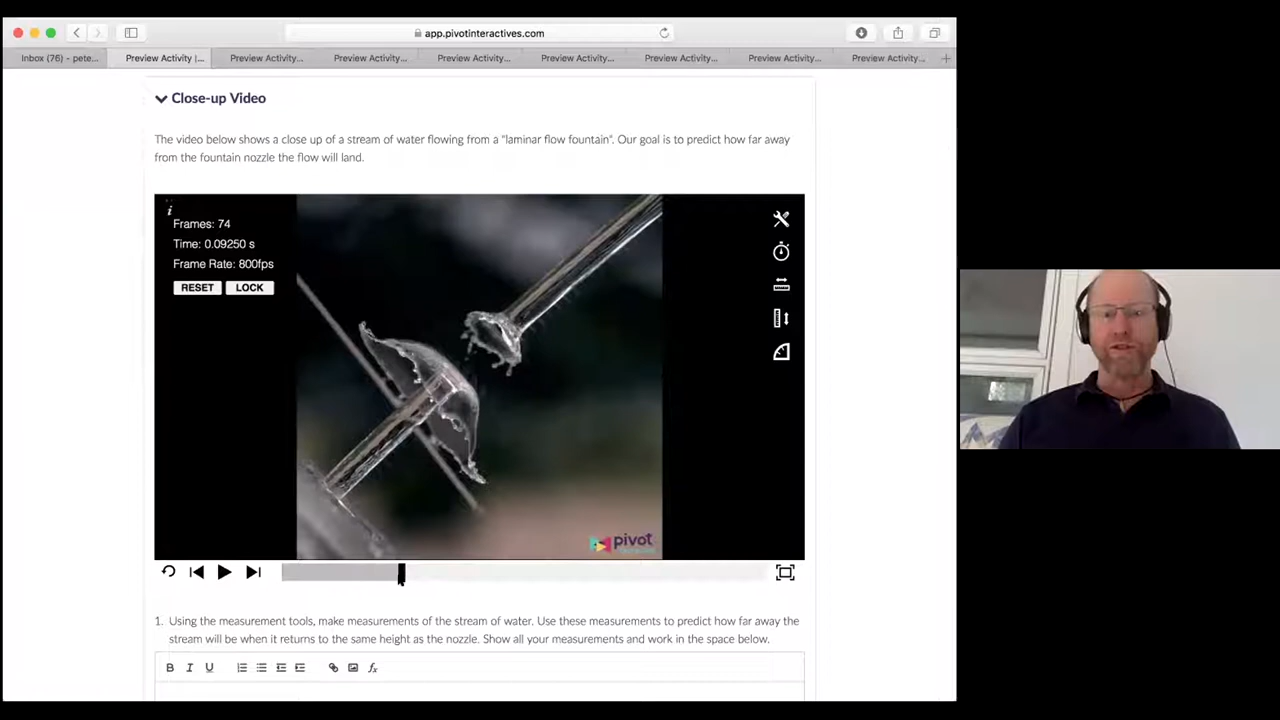 app.pivotinteractives.com
Inbox (76) - pete...
Preview Activity |...
Preview Activity...
Preview Activity...
Preview Activity...
Preview Activity...
Preview Activity...
Preview Activity...
Preview Activity...
Close-up Video
The video below shows a close up of a stream of water flowing from a "laminar flow fountain". Our goal is to predict how far away
from the fountain nozzle the flow will land.
i
Frames: 74
Time: 0.09250 s
Frame Rate: 800fps
RESET LOCK
pivot
1. Using the measurement tools, make measurements of the stream of water. Use these measurements to predict how far away the
stream will be when it returns to the same height as the nozzle. Show all your measurements and work in the space below.
B I U fx